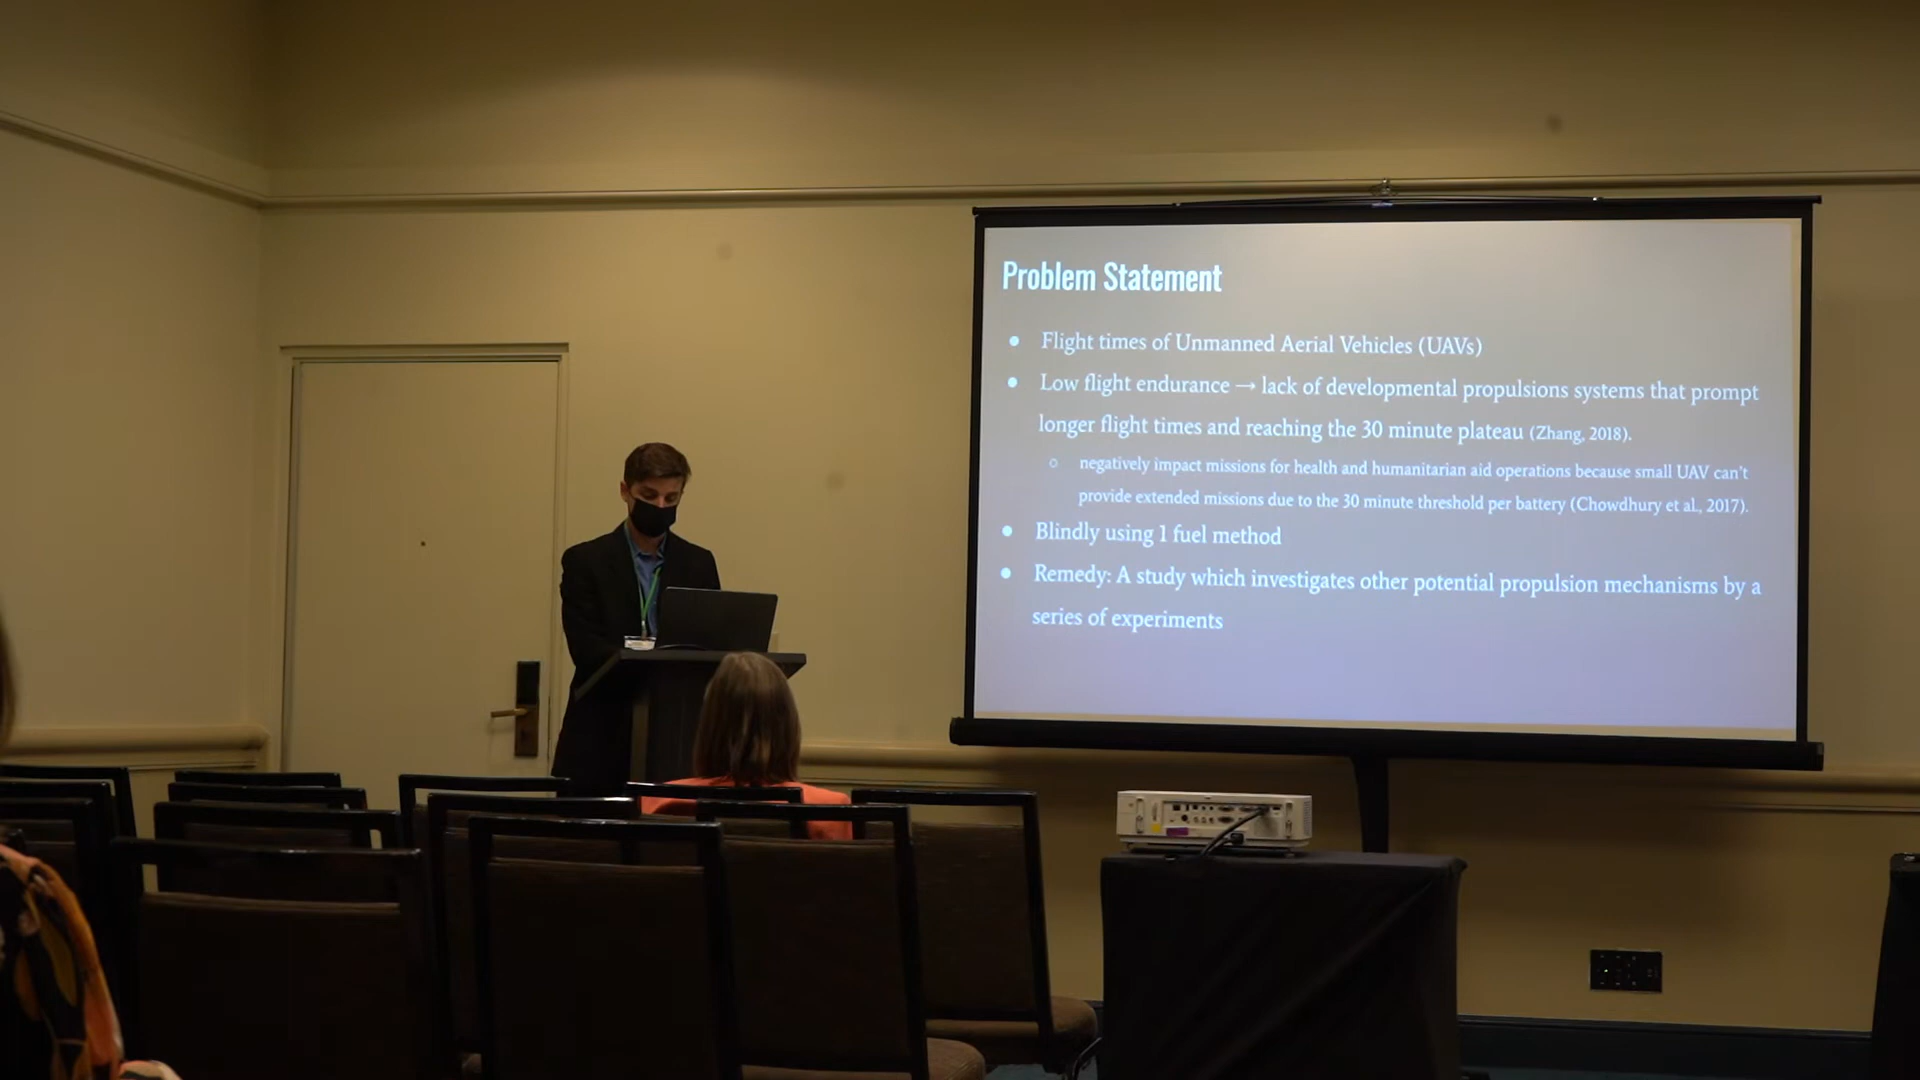 Problem Statement
● Flight times of Unmanned Aerial Vehicles (UAVs)
● Low flight endurance → lack of developmental propulsions systems that prompt
longer flight times and reaching the 30 minute plateau (Zhang, 2018).
○ negatively impact missions for health and humanitarian aid operations because small UAV can't
provide extended missions due to the 30 minute threshold per battery (Chowdhury et al., 2017).
● Blindly using 1 fuel method
● Remedy: A study which investigates other potential propulsion mechanisms by a
series of experiments